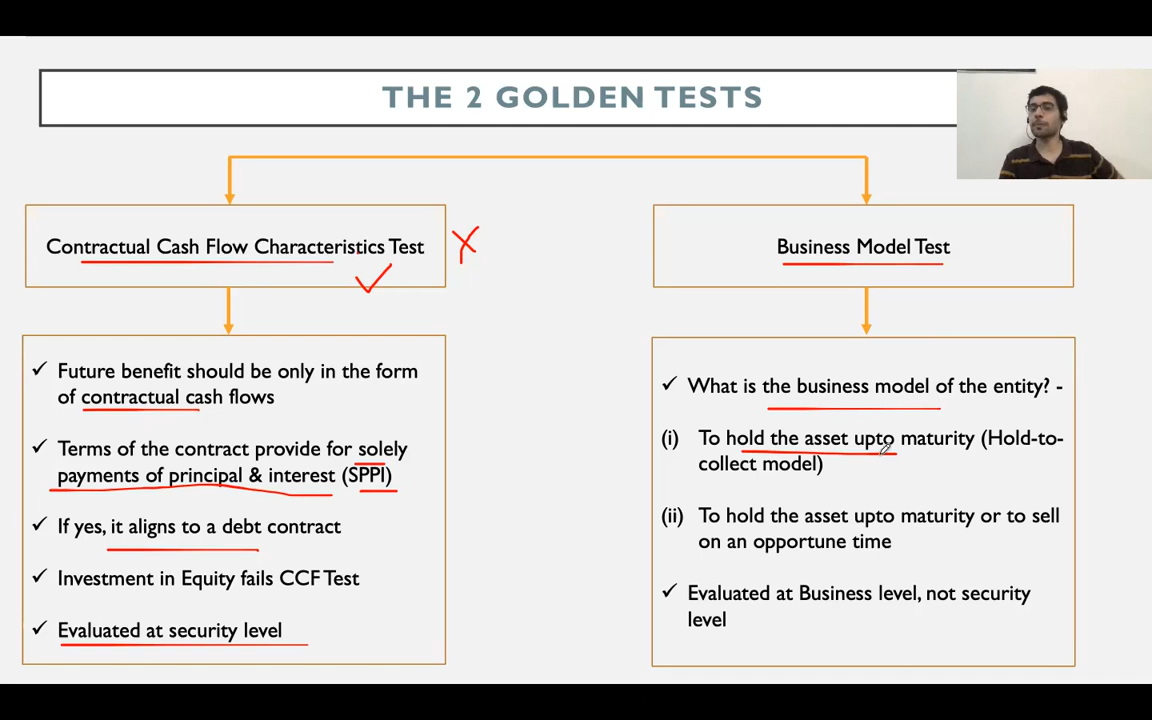 THE 2 GOLDEN TESTS
Contractual Cash Flow Characteristics Test
✓ Future benefit should be only in the form
of contractual cash flows
✓ Terms of the contract provide for solely
payments of principal & interest (SPPI)
✓ If yes, it aligns to a debt contract
✓ Investment in Equity fails CCF Test
✓ Evaluated at security level
Business Model Test
✓ What is the business model of the entity? -
(i) To hold the asset upto maturity (Hold-to-
collect model)
(ii) To hold the asset upto maturity or to sell
on an opportune time
✓ Evaluated at Business level, not security
level